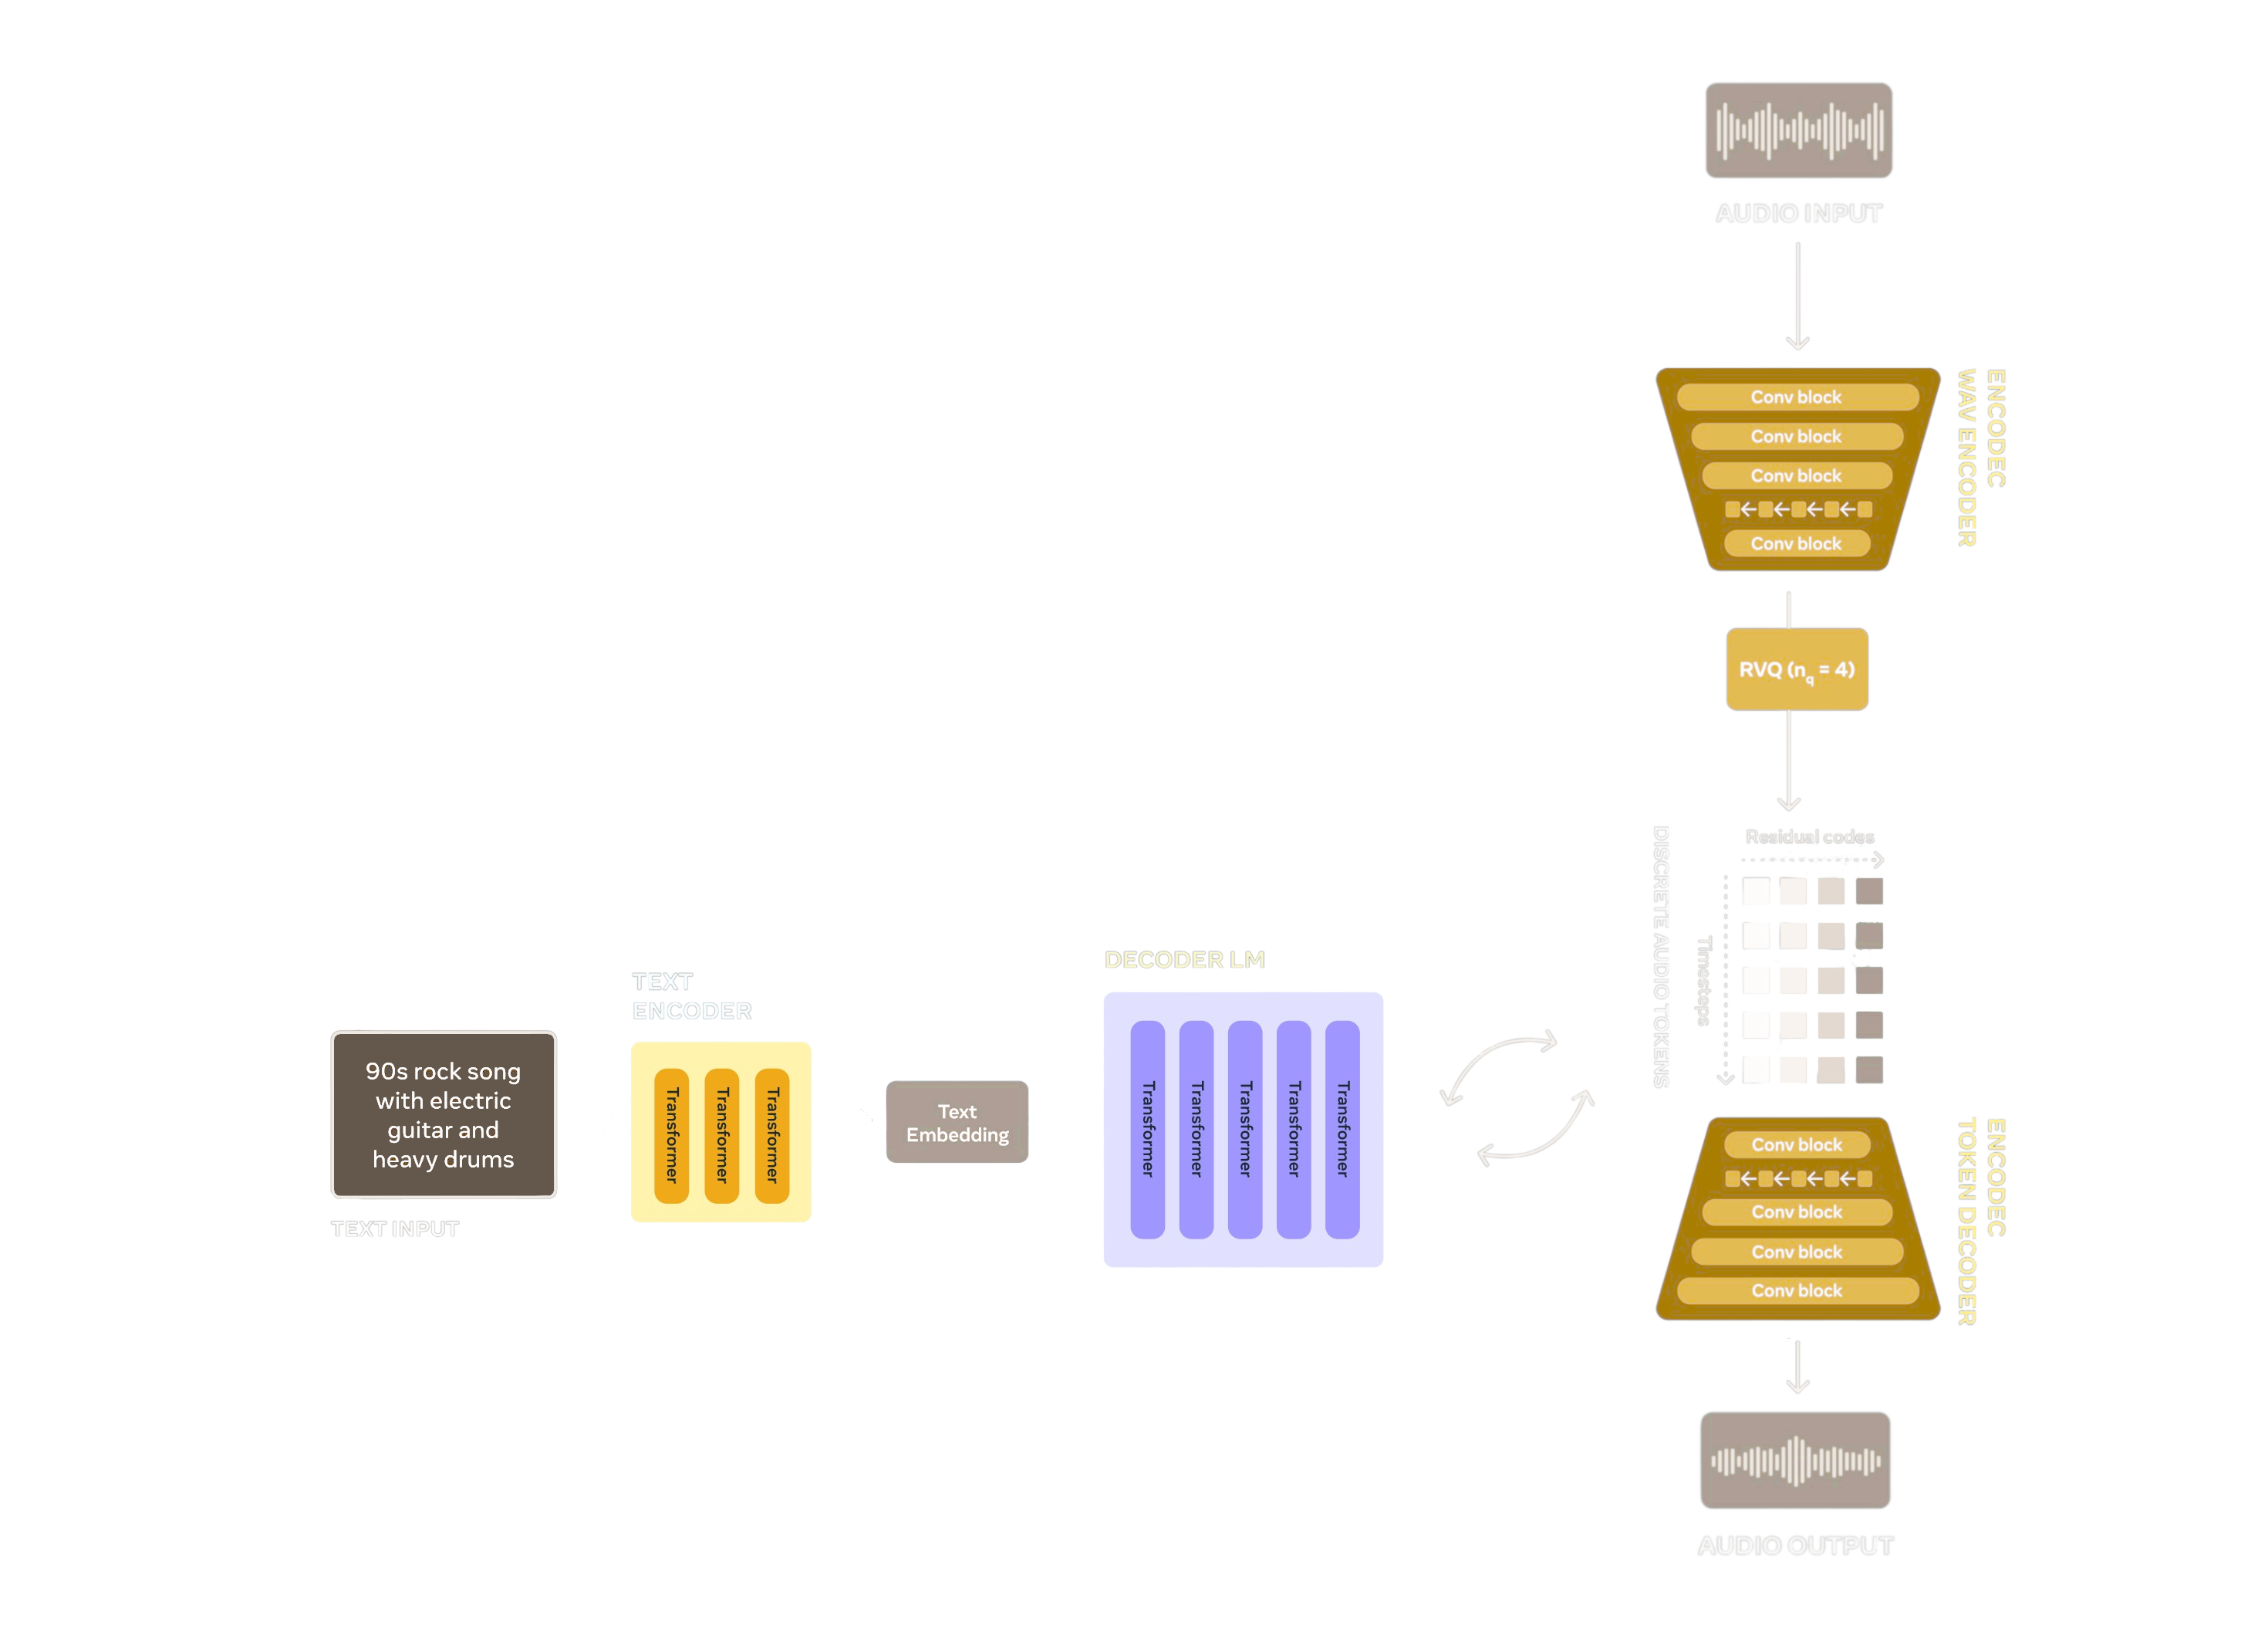 AUDIO INPUT
Conv block
Conv block
Conv block
Conv block
ENCODEC
WAV ENCODER
RVQ (nq = 4)
Residual codes
Timesteps
DISCRETE AUDIO TOKENS
90s rock song
with electric
guitar and
heavy drums
TEXT INPUT
TEXT
ENCODER
Transformer
Transformer
Transformer
Text
Embedding
DECODER LM
Transformer
Transformer
Transformer
Transformer
Transformer
Conv block
Conv block
Conv block
Conv block
ENCODEC
TOKEN DECODER
AUDIO OUTPUT